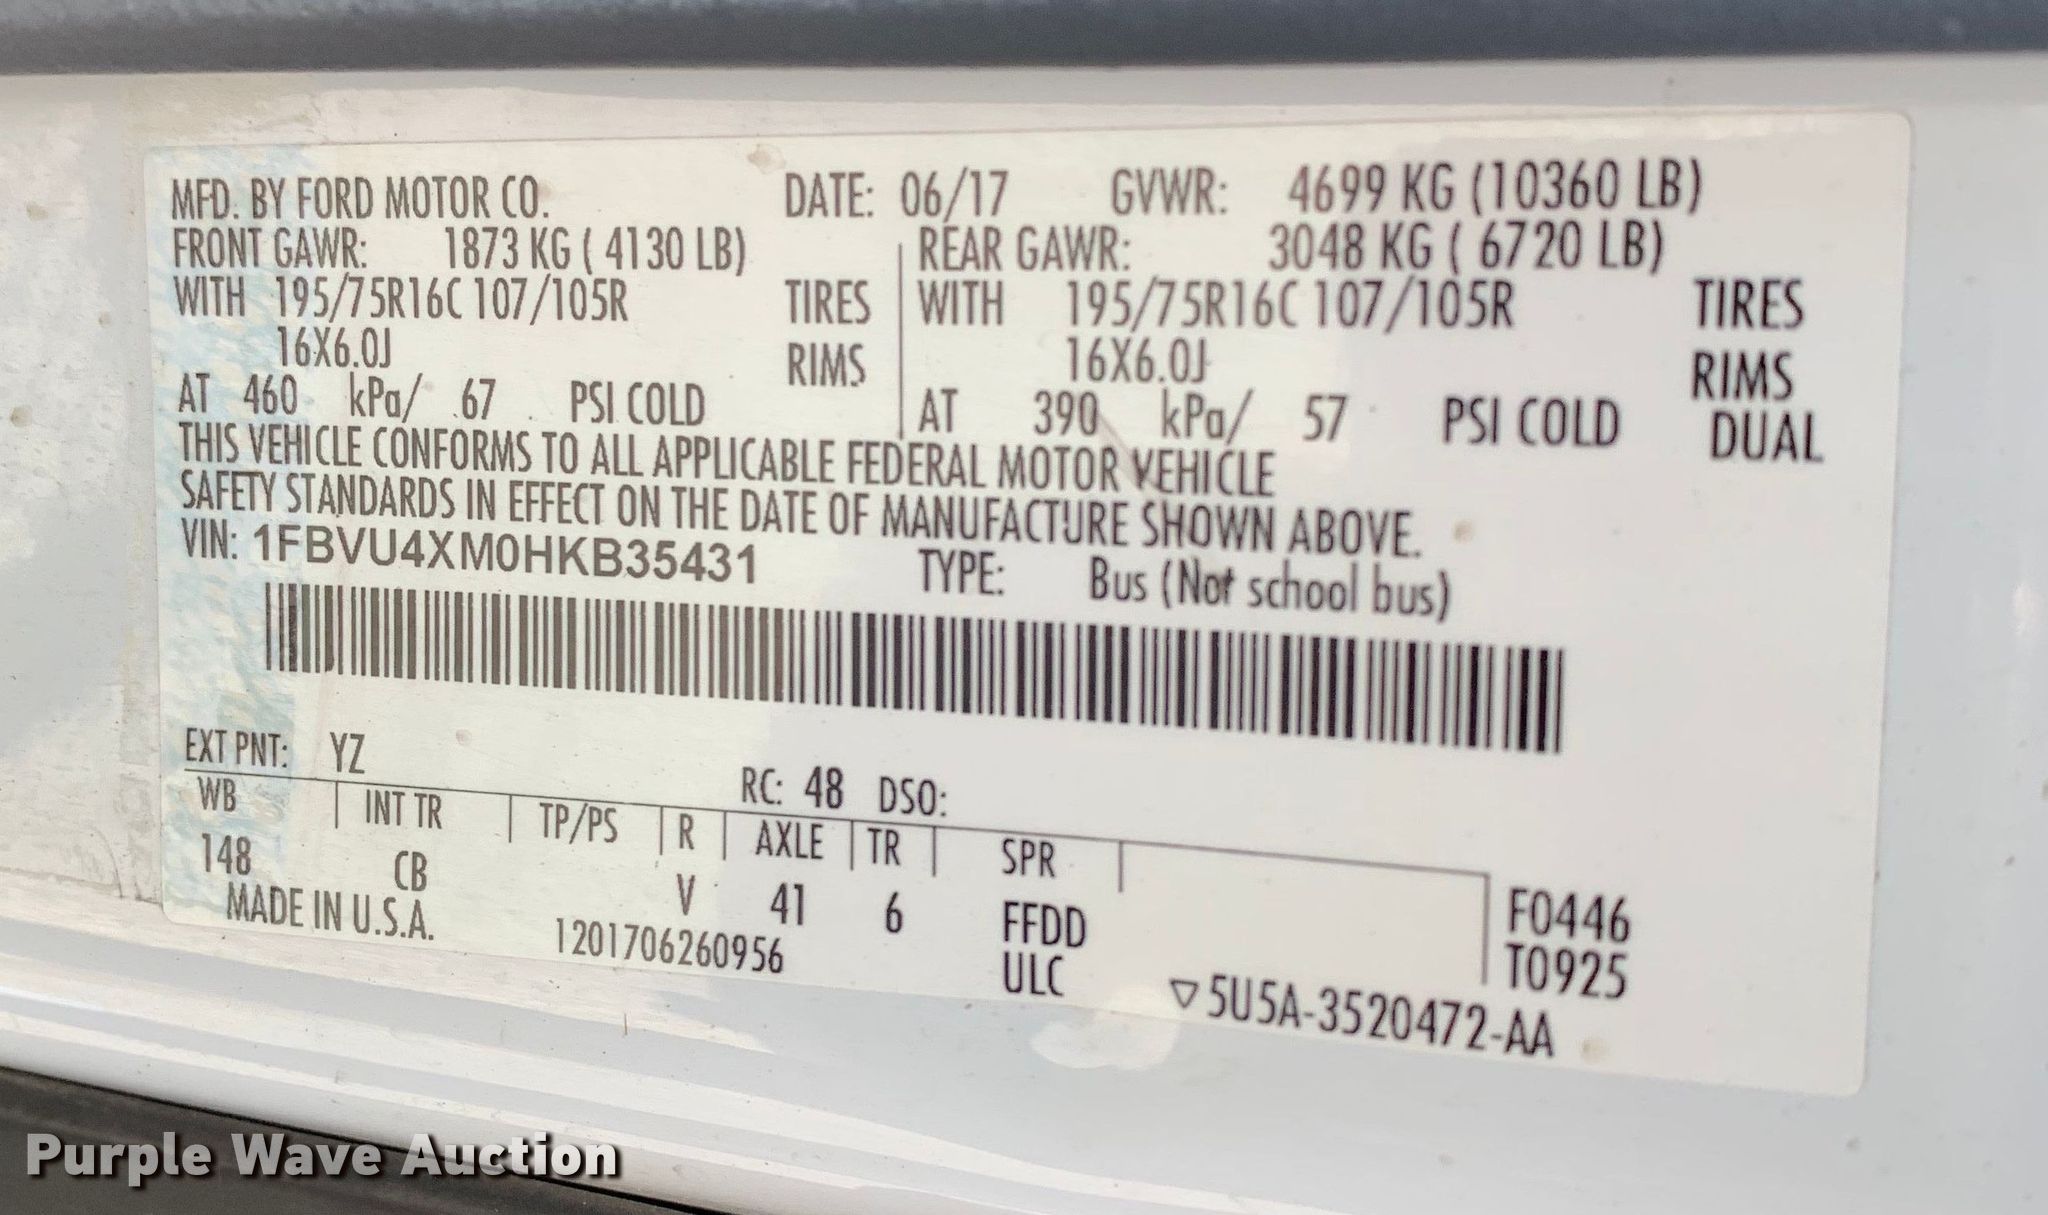 MFD. BY FORD MOTOR CO. DATE: 06/17 GVWR: 4699 KG (10360 LB)
FRONT GAWR: 1873 KG ( 4130 LB) REAR GAWR: 3048 KG ( 6720 LB)
WITH 195/75R16C 107/105R TIRES WITH 195/75R16C 107/105R TIRES
16X6.0J RIMS 16X6.0J RIMS
AT 460 kPa/ 67 PSI COLD AT 390 kPa/ 57 PSI COLD DUAL
THIS VEHICLE CONFORMS TO ALL APPLICABLE FEDERAL MOTOR VEHICLE
SAFETY STANDARDS IN EFFECT ON THE DATE OF MANUFACTURE SHOWN ABOVE.
VIN: 1FBVU4XM0HKB35431 TYPE: Bus (Not school bus)
EXT PNT: YZ RC: 48 DSO:
WB INT TR TP/PS R AXLE TR SPR
148 CB V 41 6 FFDD F0446
MADE IN U.S.A. 1201706260956 ULC T0925
▽5U5A-3520472-AA
Purple Wave Auction